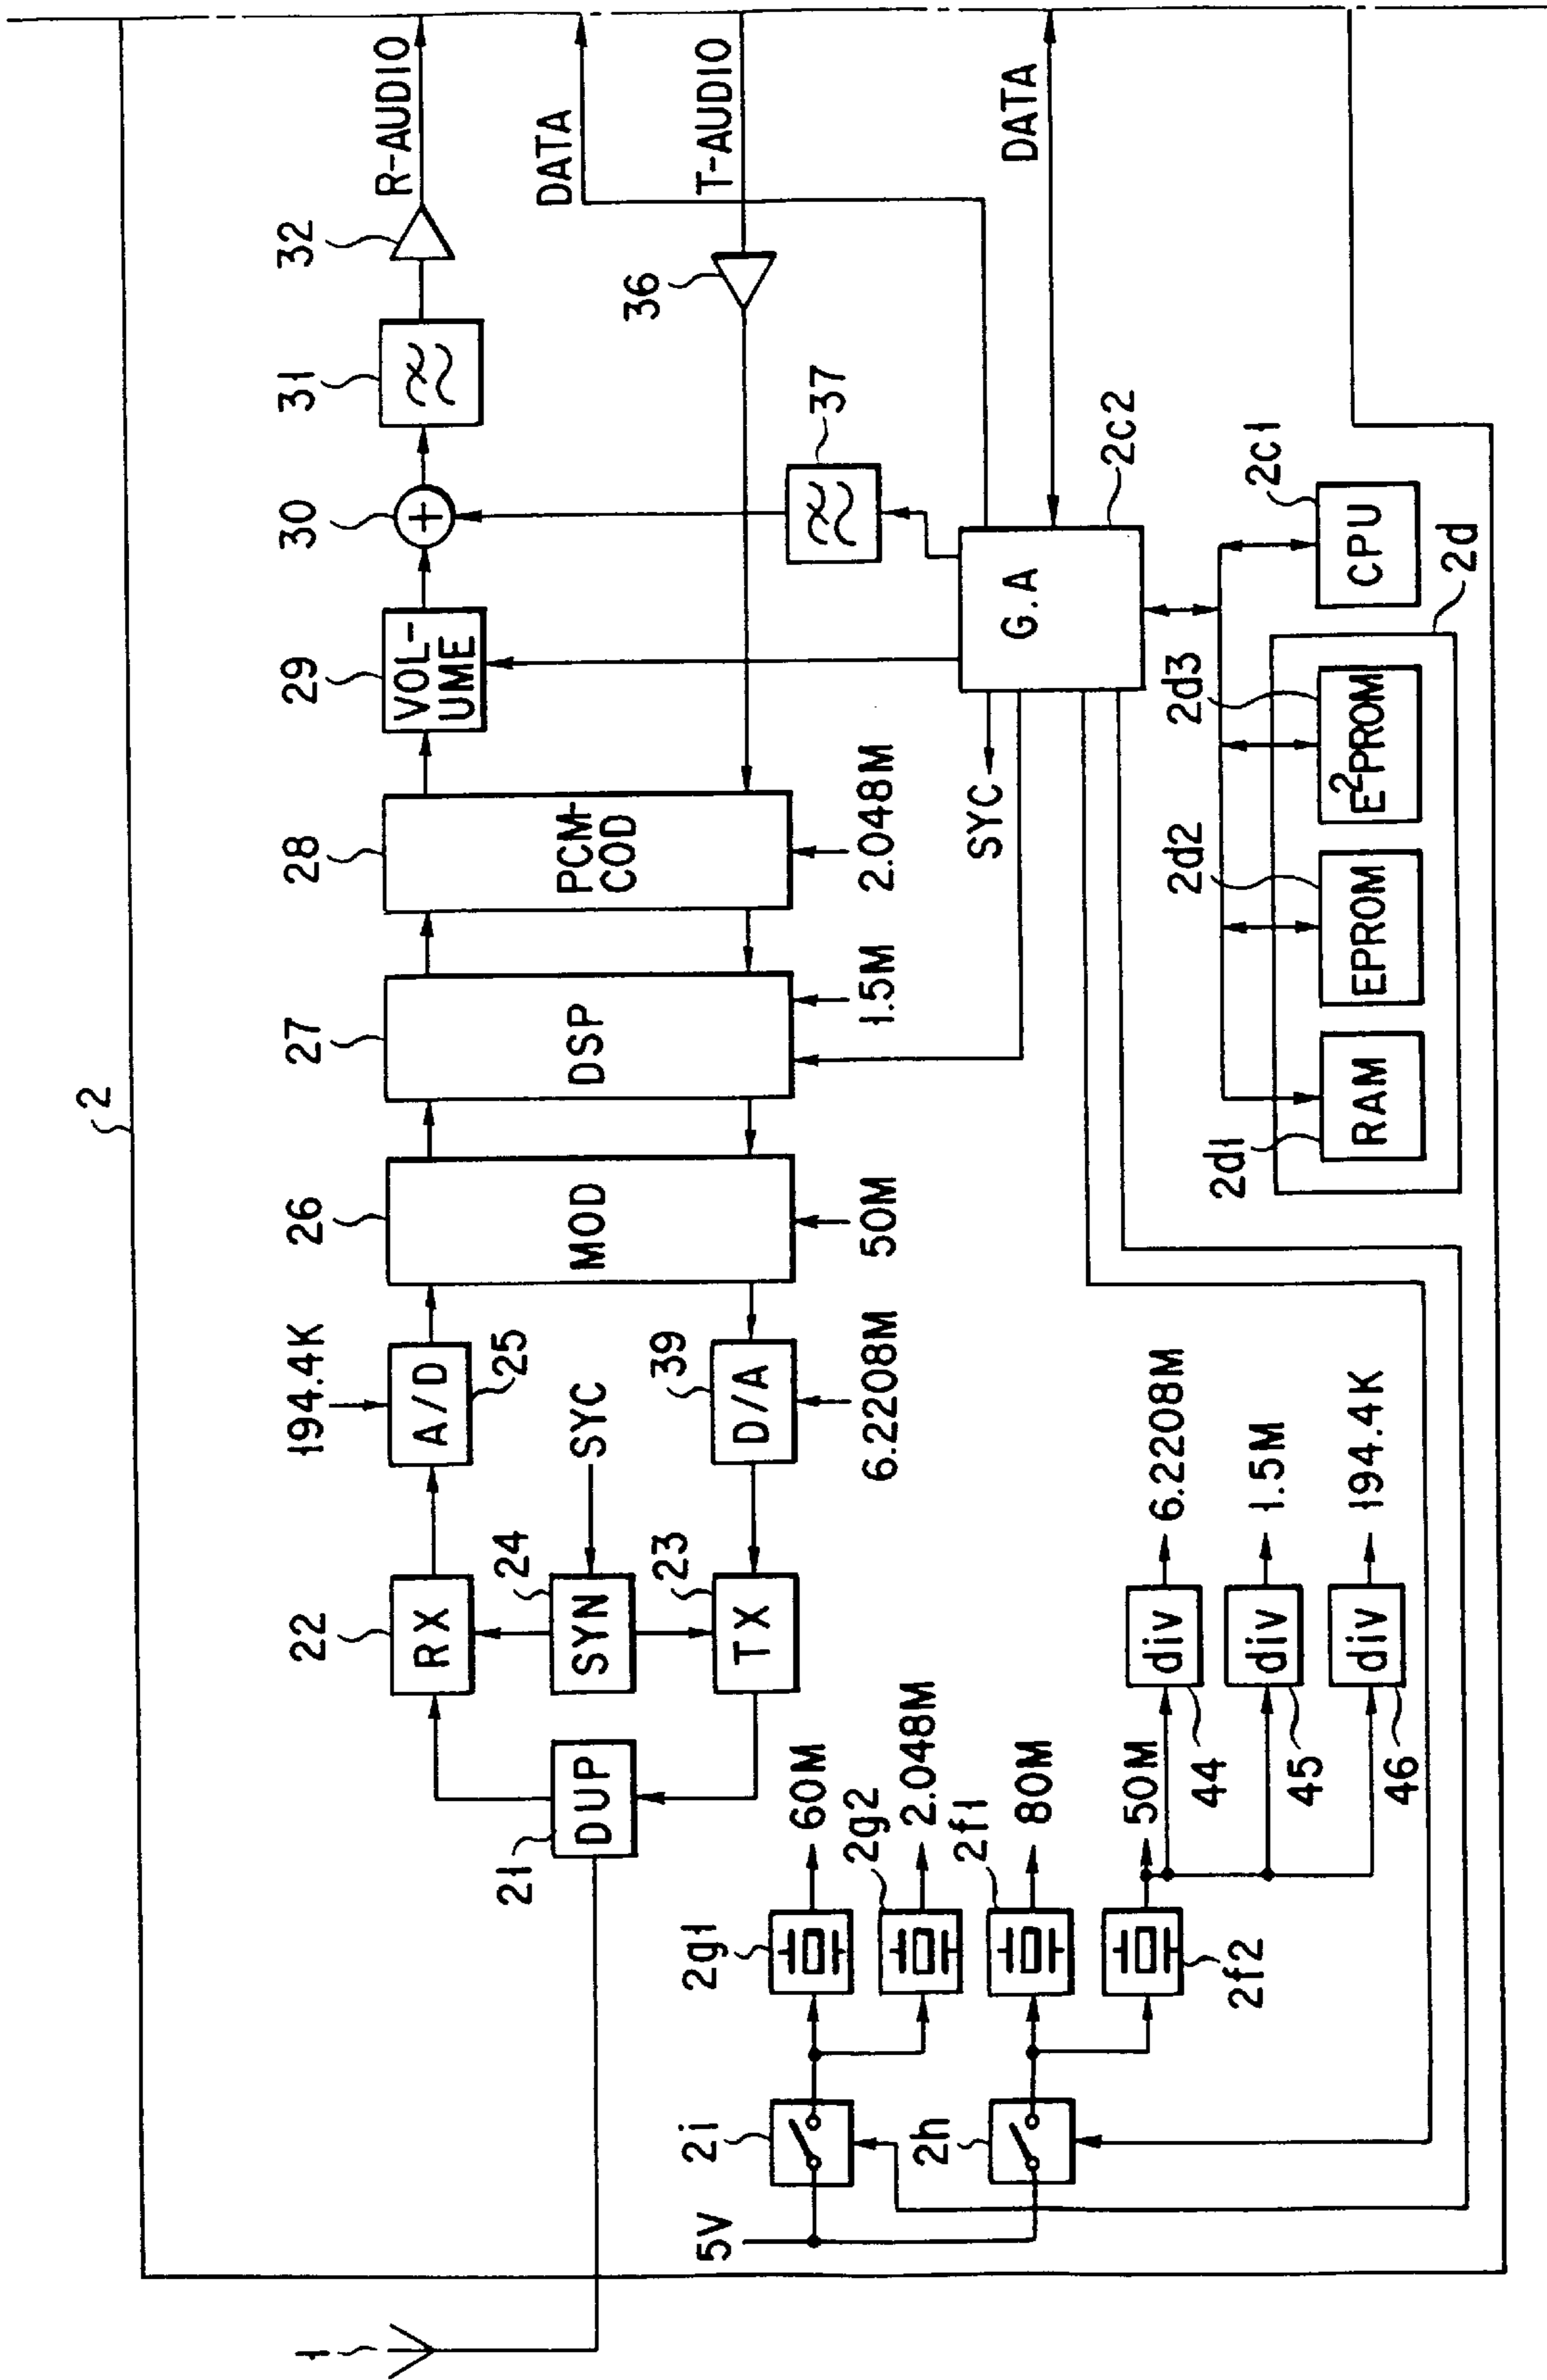 2
R-AUDIO
DATA
T-AUDIO
DATA
32
31
30
29
VOL-
UME
28
PCM-
COD
2.048M
27
DSP
1.5M
26
MOD
50M
194.4K
A/D
25
22
RX
24
SYN
SYC
23
TX
39
D/A
6.2208M
21
DUP
1
36
37
G.A
2c2
SYC
2c1
CPU
2d
2d3
E²PROM
2d2
EPROM
2d1
RAM
5V
2i
2g1
60M
2g2
2.048M
2h
2f1
80M
2f2
50M
div
44
6.2208M
div
45
1.5M
div
46
194.4K